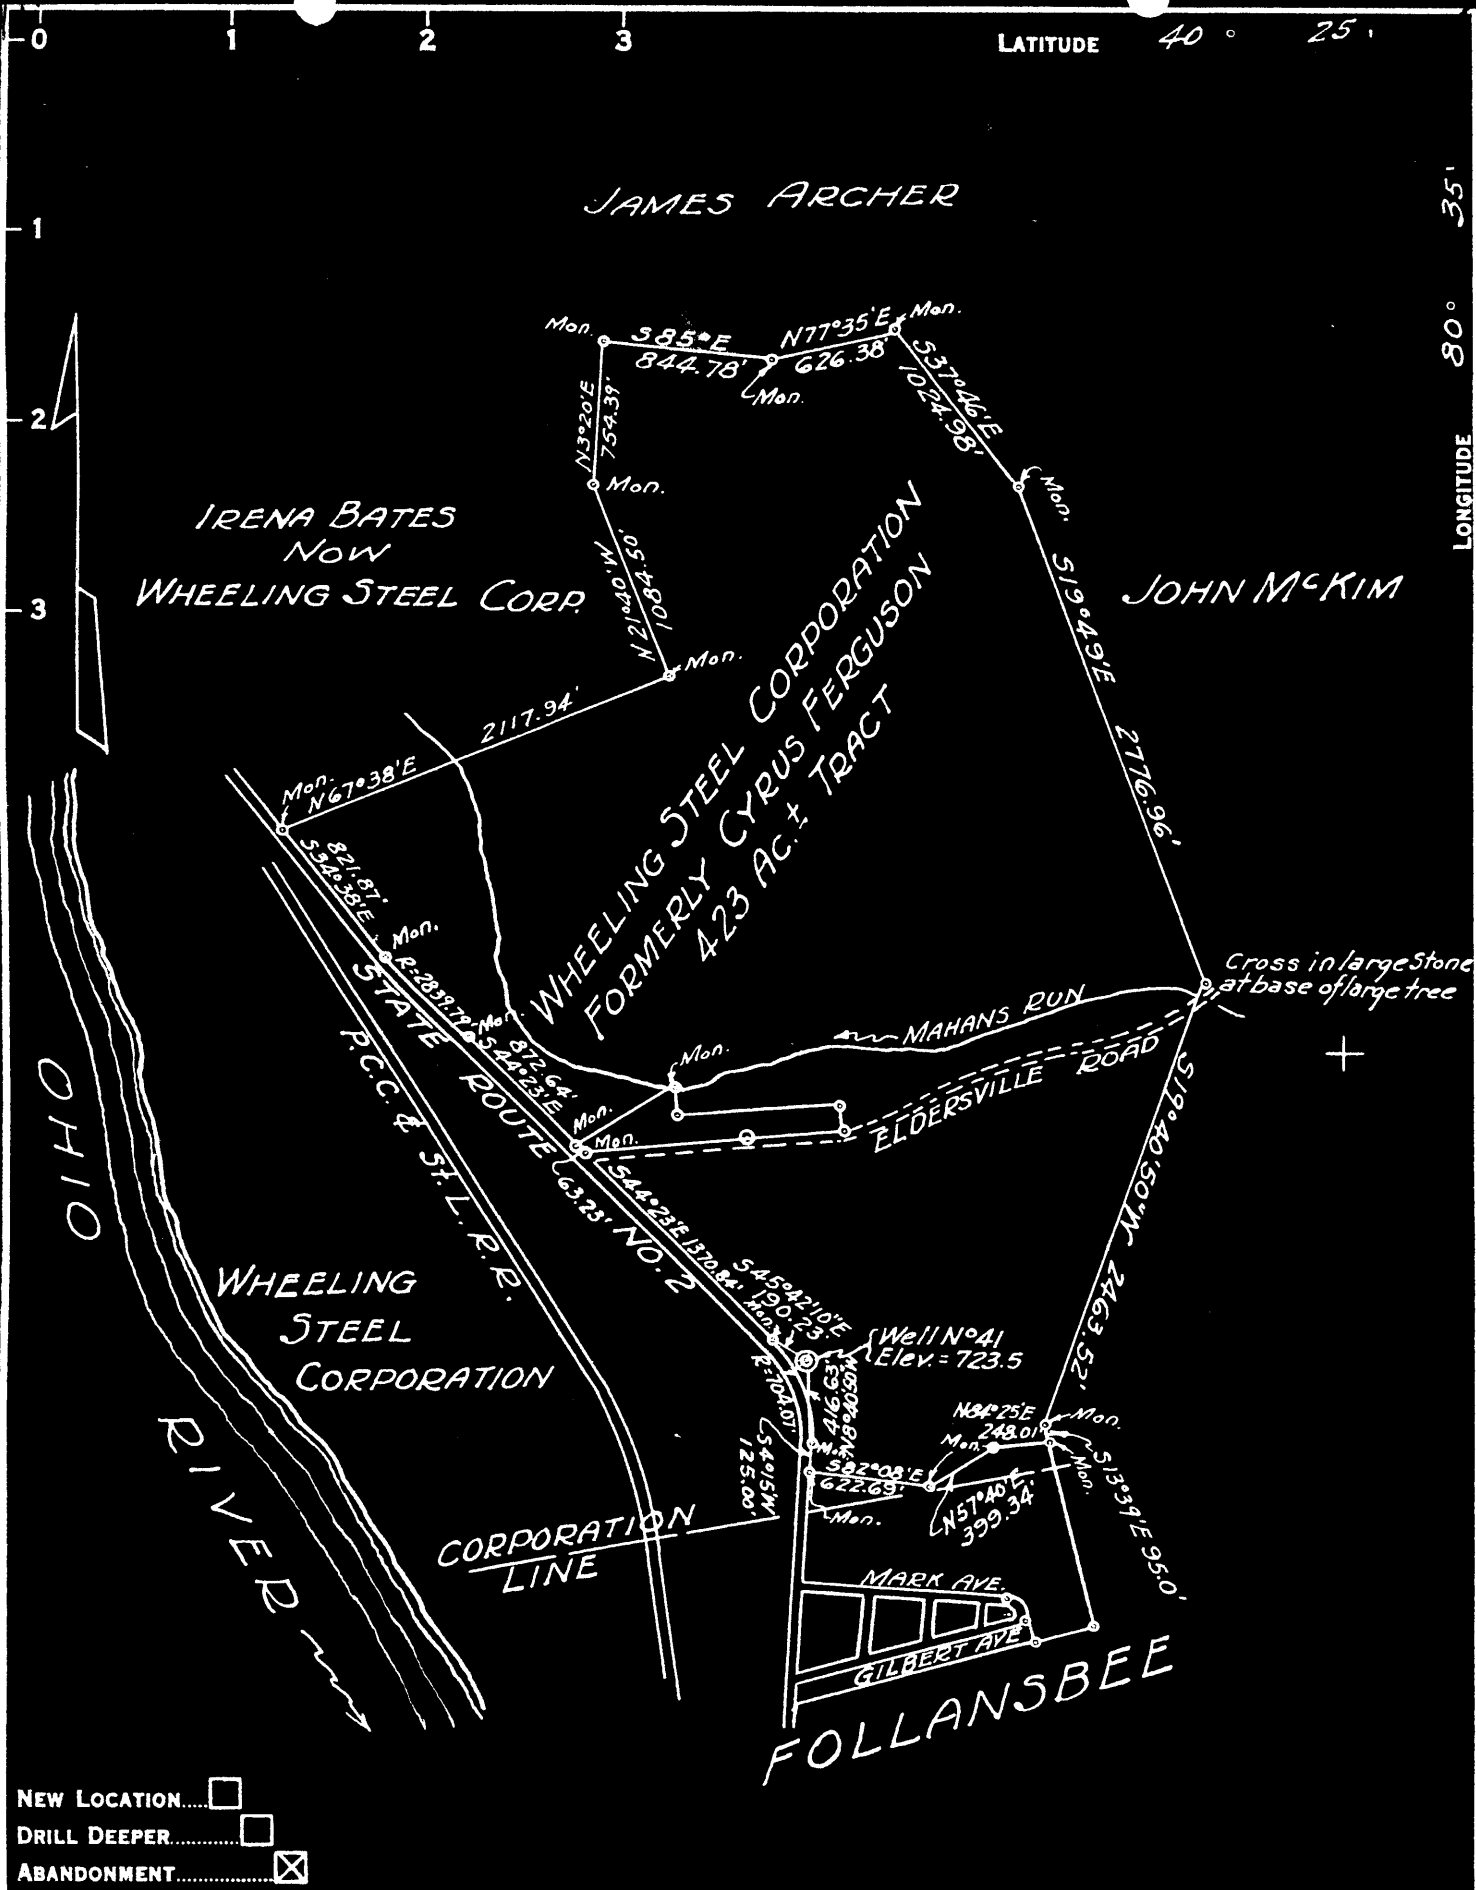 0
1
2
3
LATITUDE 40° 25'
1
2
3
80° 35'
LONGITUDE
JAMES ARCHER
Mon.
S85°E
844.78'
Mon.
N77°35'E
626.38'
Mon.
S37°46'E
1024.98'
Mon.
N3°20'E
754.39'
Mon.
IRENA BATES
NOW
WHEELING STEEL CORP.
N21°40'W
1084.50'
Mon.
JOHN McKIM
S19°49'E
2776.96'
WHEELING STEEL CORPORATION
FORMERLY CYRUS FERGUSON
423 AC.± TRACT
2117.94'
N67°38'E
Mon.
821.87'
S34°38'E
Mon.
R=2839.79'
Mon.
872.64'
S44°23'E
Cross in large Stone
at base of large tree
MAHANS RUN
ELDERSVILLE ROAD
Mon.
Mon.
Mon.
63.23'
STATE ROUTE NO. 2
P.C.C. & St. L. R. R.
S44°23'E 1370.84'
S45°42'10"E
190.23'
Mon.
Well No 41
Elev. = 723.5
R=704.07'
416.63'
N8°40'50"W
Mon.
S19°40'50"W 2463.52'
N84°25'E
248.01'
Mon.
Mon.
Mon.
S13°39'E 95.0'
S82°08'E
622.69'
Mon.
N57°40'E
399.34'
S4°15'W
125.00'
OHIO
RIVER
WHEELING
STEEL
CORPORATION
CORPORATION
LINE
MARK AVE.
GILBERT AVE
FOLLANSBEE
NEW LOCATION.....
DRILL DEEPER............
ABANDONMENT................